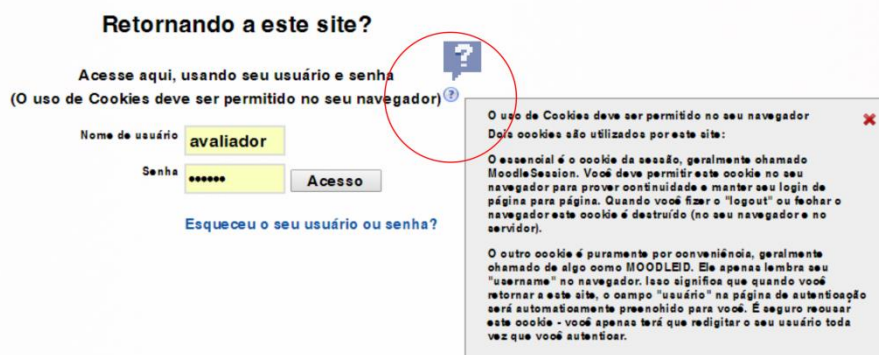 Retornando a este site?
Acesse aqui, usando seu usuário e senha
(O uso de Cookies deve ser permitido no seu navegador)
Nome de usuário
avaliador
Senha
••••••
Acesso
Esqueceu o seu usuário ou senha?
O uso de Cookies deve ser permitido no seu navegador
Dois cookies são utilizados por este site:
O essencial é o cookie da sessão, geralmente chamado
MoodleSession. Você deve permitir este cookie no seu
navegador para prover continuidade e manter seu login de
página para página. Quando você fizer o "logout" ou fechar o
navegador este cookie é destruído (no seu navegador e no
servidor).
O outro cookie é puramente por conveniência, geralmente
chamado de algo como MOODLEID. Ele apenas lembra seu
"username" no navegador. Isso significa que quando você
retornar a este site, o campo "usuário" na página de autenticação
será automaticamente preenchido para você. É seguro recusar
este cookie - você apenas terá que redigitar o seu usuário toda
vez que você autenticar.